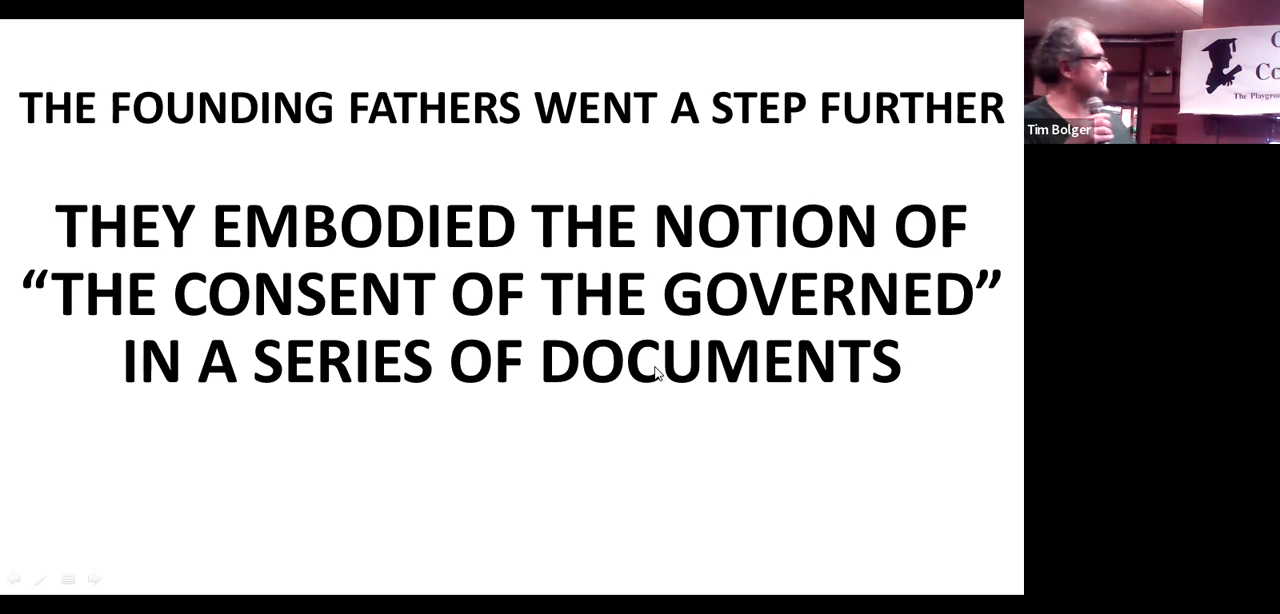 THE FOUNDING FATHERS WENT A STEP FURTHER
THEY EMBODIED THE NOTION OF
“THE CONSENT OF THE GOVERNED”
IN A SERIES OF DOCUMENTS
Tim Bolger
The